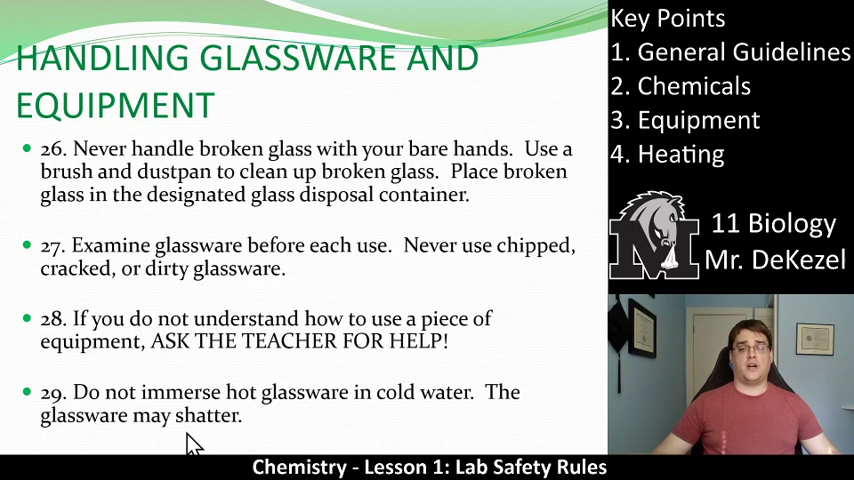 HANDLING GLASSWARE AND
EQUIPMENT
26. Never handle broken glass with your bare hands. Use a
brush and dustpan to clean up broken glass. Place broken
glass in the designated glass disposal container.
27. Examine glassware before each use. Never use chipped,
cracked, or dirty glassware.
28. If you do not understand how to use a piece of
equipment, ASK THE TEACHER FOR HELP!
29. Do not immerse hot glassware in cold water. The
glassware may shatter.
Key Points
1. General Guidelines
2. Chemicals
3. Equipment
4. Heating
M
11 Biology
Mr. DeKezel
Chemistry - Lesson 1: Lab Safety Rules